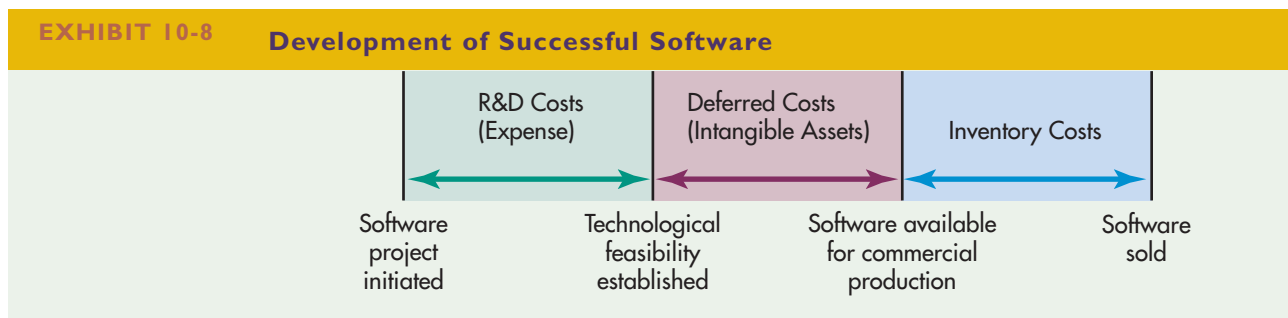 EXHIBIT 10-8 Development of Successful Software
R&D Costs
(Expense)
Deferred Costs
(Intangible Assets)
Inventory Costs
Software
project
initiated
Technological
feasibility
established
Software available
for commercial
production
Software
sold